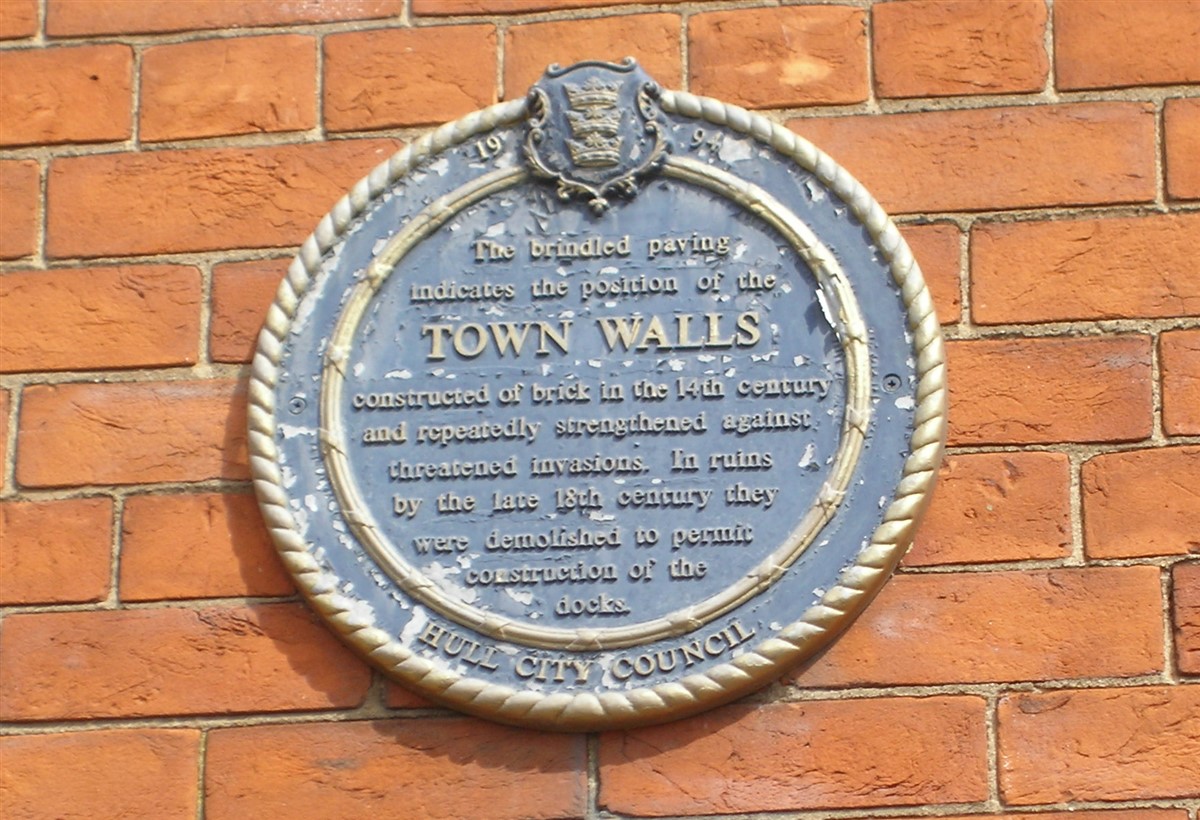 19 94
The brindled paving
indicates the position of the
TOWN WALLS
constructed of brick in the 14th century
and repeatedly strengthened against
threatened invasions. In ruins
by the late 18th century they
were demolished to permit
construction of the
docks.
HULL CITY COUNCIL